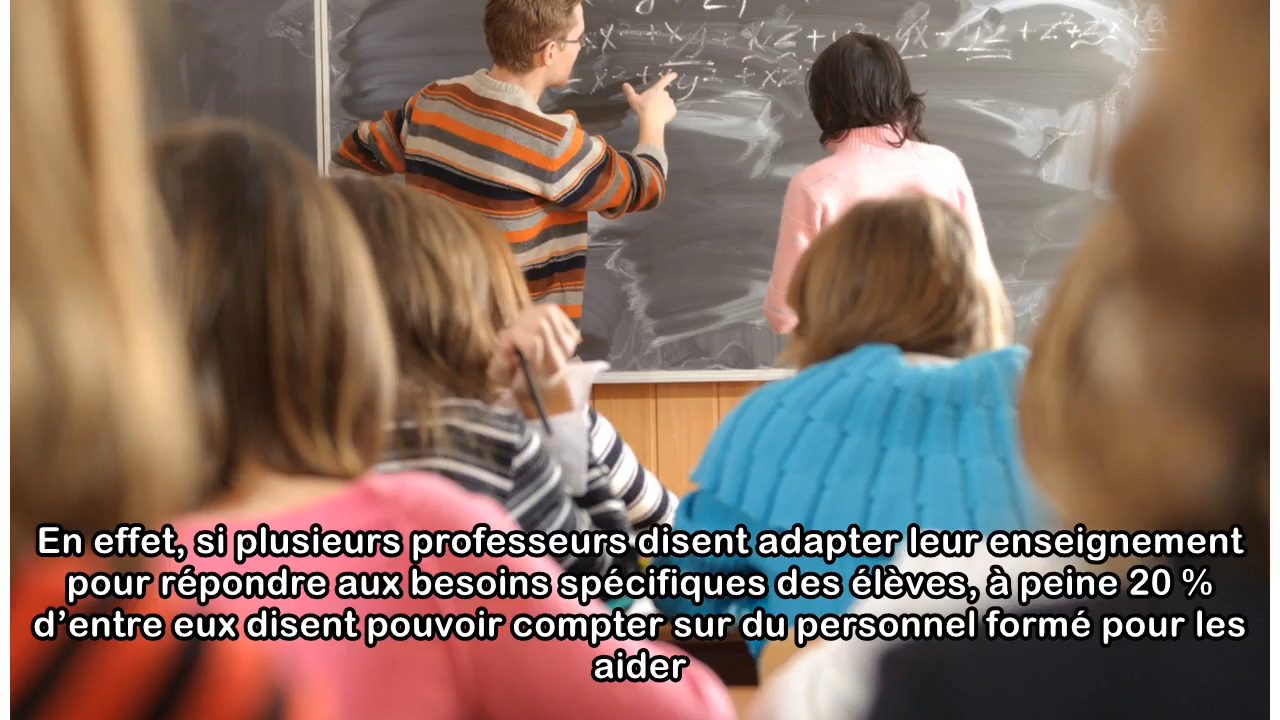 En effet, si plusieurs professeurs disent adapter leur enseignement
pour répondre aux besoins spécifiques des élèves, à peine 20 %
d’entre eux disent pouvoir compter sur du personnel formé pour les
aider